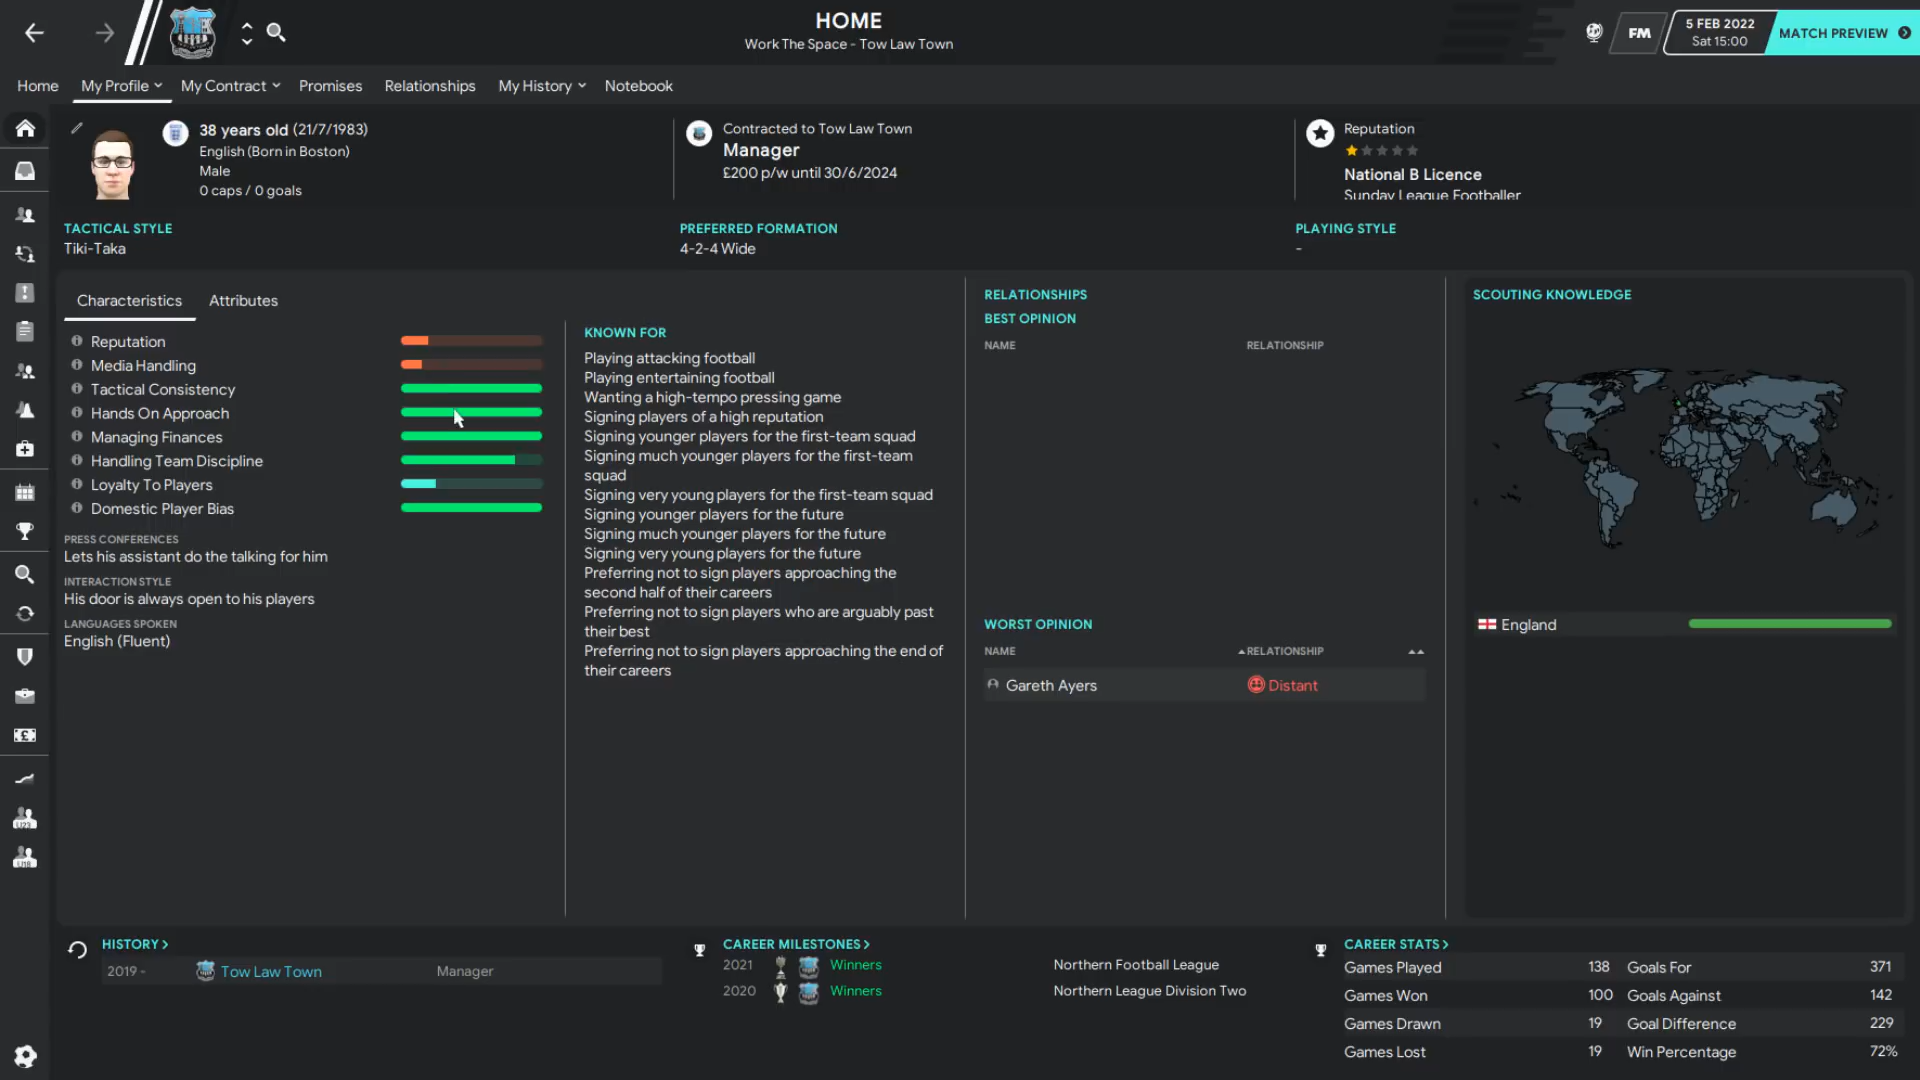 HOME
Work The Space - Tow Law Town
FM
5 FEB 2022
Sat 15:00
MATCH PREVIEW
Home
My Profile
My Contract
Promises
Relationships
My History
Notebook
38 years old (21/7/1983)
English (Born in Boston)
Male
0 caps / 0 goals
Contracted to Tow Law Town
Manager
£200 p/w until 30/6/2024
Reputation
National B Licence
Sunday League Footballer
TACTICAL STYLE
Tiki-Taka
PREFERRED FORMATION
4-2-4 Wide
PLAYING STYLE
-
Characteristics
Attributes
Reputation
Media Handling
Tactical Consistency
Hands On Approach
Managing Finances
Handling Team Discipline
Loyalty To Players
Domestic Player Bias
PRESS CONFERENCES
Lets his assistant do the talking for him
INTERACTION STYLE
His door is always open to his players
LANGUAGES SPOKEN
English (Fluent)
KNOWN FOR
Playing attacking football
Playing entertaining football
Wanting a high-tempo pressing game
Signing players of a high reputation
Signing younger players for the first-team squad
Signing much younger players for the first-team
squad
Signing very young players for the first-team squad
Signing younger players for the future
Signing much younger players for the future
Signing very young players for the future
Preferring not to sign players approaching the
second half of their careers
Preferring not to sign players who are arguably past
their best
Preferring not to sign players approaching the end of
their careers
RELATIONSHIPS
BEST OPINION
NAME RELATIONSHIP
WORST OPINION
NAME RELATIONSHIP
Gareth Ayers Distant
SCOUTING KNOWLEDGE
England
U23
U18
HISTORY
2019 - Tow Law Town Manager
CAREER MILESTONES
2021 Winners Northern Football League
2020 Winners Northern League Division Two
CAREER STATS
Games Played 138 Goals For 371
Games Won 100 Goals Against 142
Games Drawn 19 Goal Difference 229
Games Lost 19 Win Percentage 72%